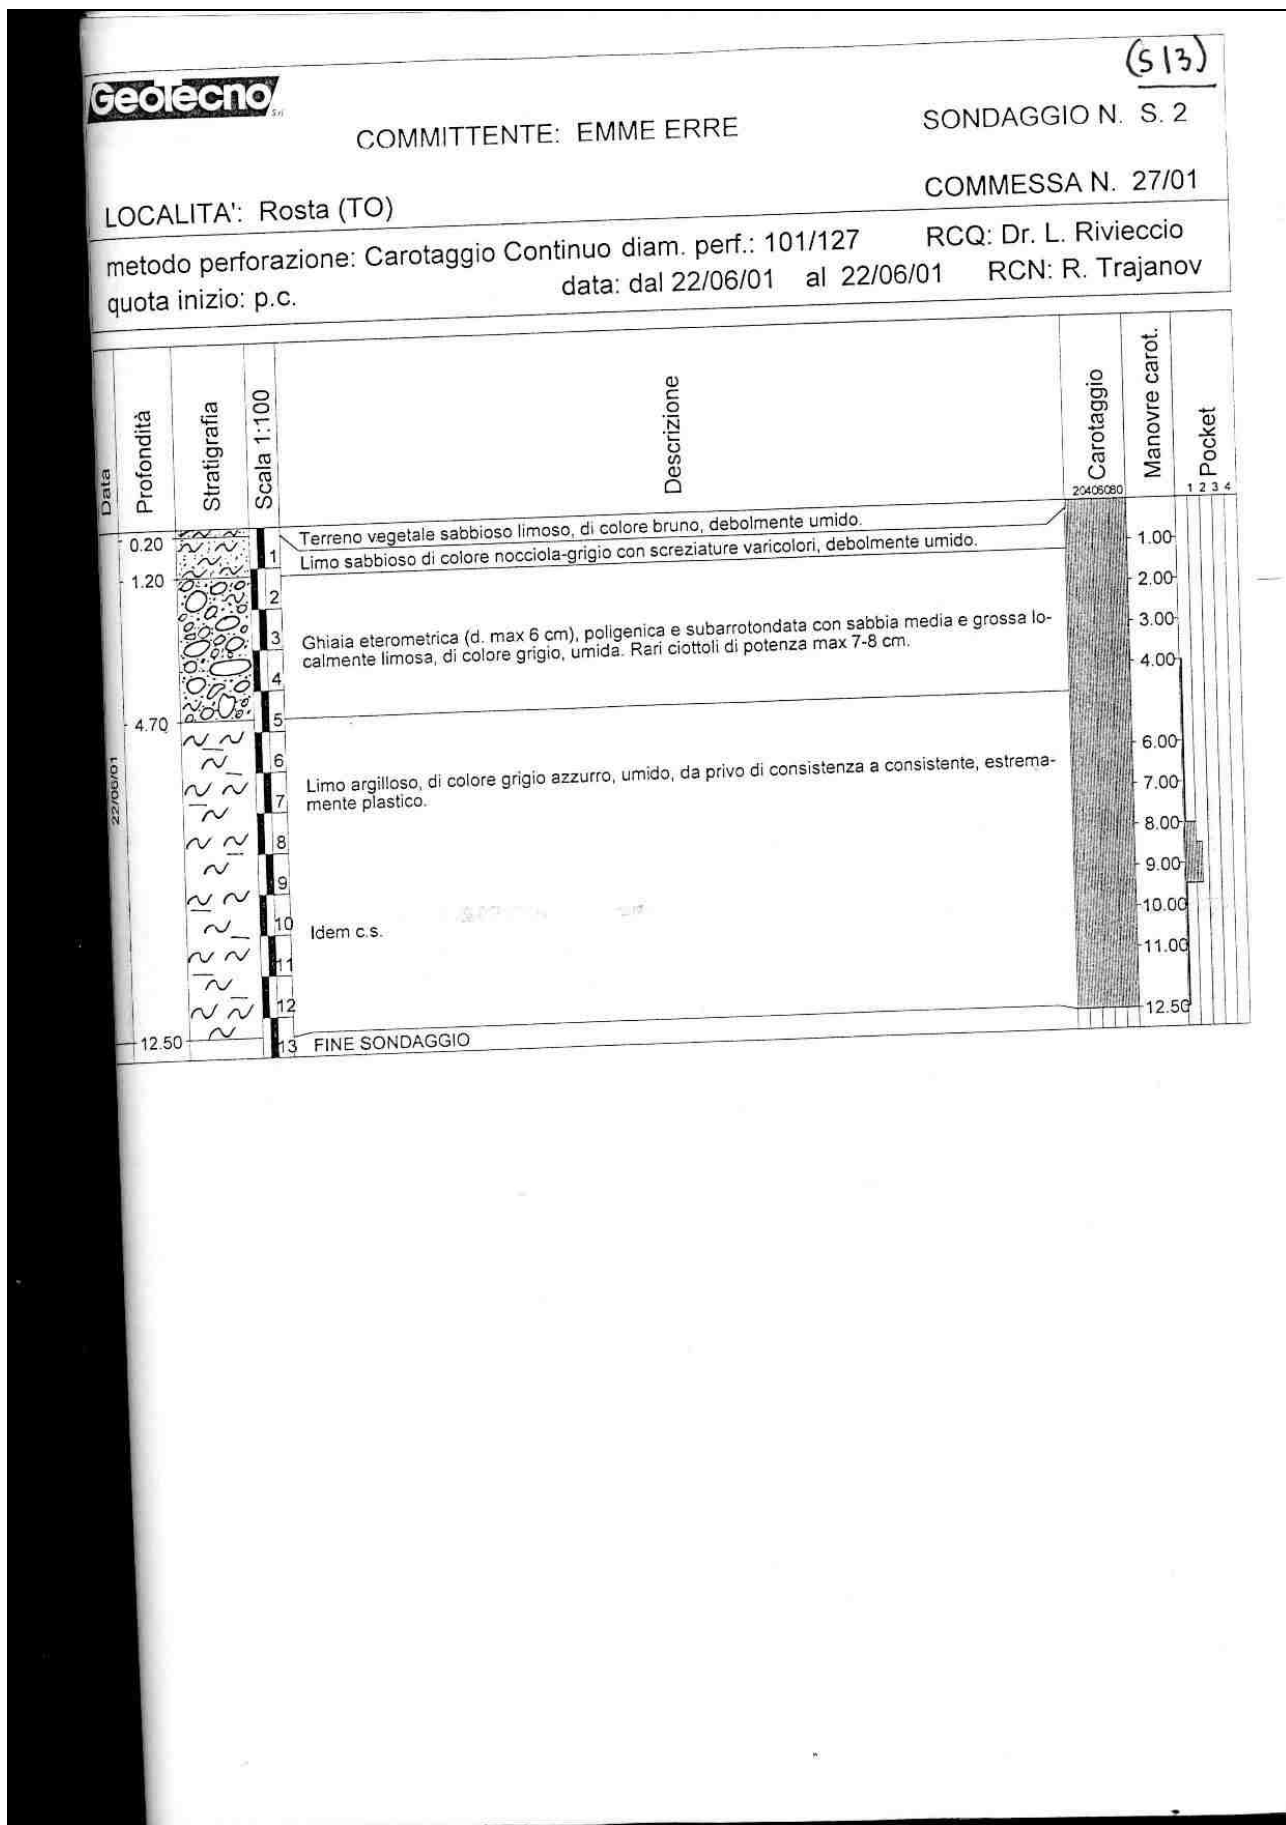 (S13)
GeoTecno Srl
COMMITTENTE: EMME ERRE
SONDAGGIO N. S. 2
LOCALITA': Rosta (TO)
COMMESSA N. 27/01
metodo perforazione: Carotaggio Continuo diam. perf.: 101/127
RCQ: Dr. L. Rivieccio
quota inizio: p.c.
data: dal 22/06/01 al 22/06/01
RCN: R. Trajanov
Data
Profondità
Stratigrafia
Scala 1:100
Descrizione
Carotaggio
20406080
Manovre carot.
Pocket
1 2 3 4
0.20
1.20
4.70
12.50
22/06/01
1
2
3
4
5
6
7
8
9
10
11
12
13
Terreno vegetale sabbioso limoso, di colore bruno, debolmente umido.
Limo sabbioso di colore nocciola-grigio con screziature varicolori, debolmente umido.
Ghiaia eterometrica (d. max 6 cm), poligenica e subarrotondata con sabbia media e grossa lo-
calmente limosa, di colore grigio, umida. Rari ciottoli di potenza max 7-8 cm.
Limo argilloso, di colore grigio azzurro, umido, da privo di consistenza a consistente, estrema-
mente plastico.
Idem c.s.
FINE SONDAGGIO
1.00
2.00
3.00
4.00
6.00
7.00
8.00
9.00
10.00
11.00
12.50